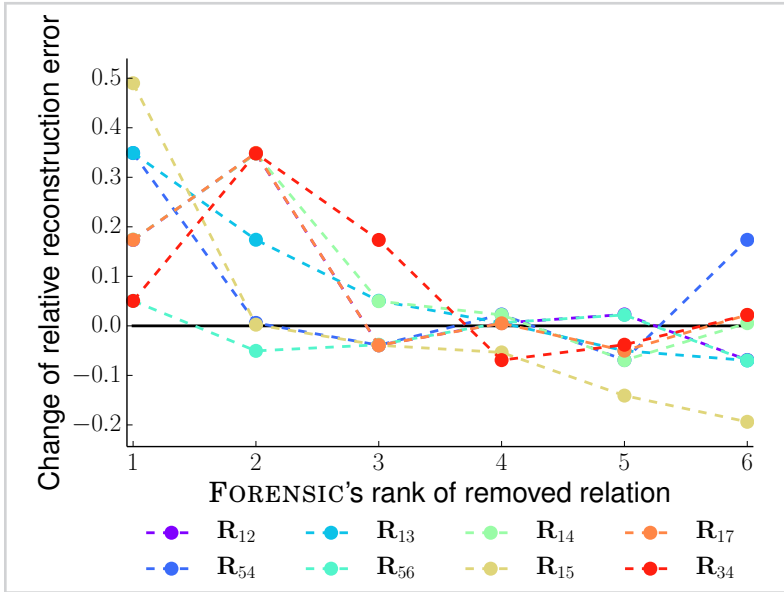 Change of relative reconstruction error
0.5
0.4
0.3
0.2
0.1
0.0
−0.1
−0.2
1 2 3 4 5 6
FORENSIC's rank of removed relation
R12 R13 R14 R17
R54 R56 R15 R34